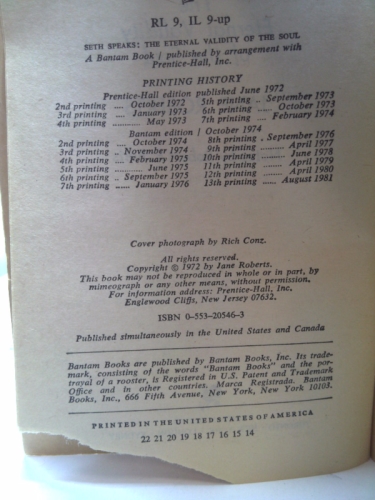 RL 9, IL 9-up
SETH SPEAKS: THE ETERNAL VALIDITY OF THE SOUL
A Bantam Book / published by arrangement with
Prentice-Hall, Inc.
PRINTING HISTORY
Prentice-Hall edition published June 1972
2nd printing .... October 1972 5th printing .. September 1973
3rd printing .... January 1973 6th printing ...... October 1973
4th printing .......... May 1973 7th printing .... February 1974
Bantam edition / October 1974
2nd printing .... October 1974 8th printing . September 1976
3rd printing .. November 1974 9th printing ........ April 1977
4th printing .... February 1975 10th printing ........ June 1978
5th printing .......... June 1975 11th printing ........ April 1979
6th printing .. September 1975 12th printing ........ April 1980
7th printing ...... January 1976 13th printing ...... August 1981
Cover photograph by Rich Conz.
All rights reserved.
Copyright © 1972 by Jane Roberts.
This book may not be reproduced in whole or in part, by
mimeograph or any other means, without permission.
For information address: Prentice-Hall, Inc.
Englewood Cliffs, New Jersey 07632.
ISBN 0-553-20546-3
Published simultaneously in the United States and Canada
Bantam Books are published by Bantam Books, Inc. Its trade-
mark, consisting of the words "Bantam Books" and the por-
trayal of a rooster, is Registered in U.S. Patent and Trademark
Office and in other countries. Marca Registrada. Bantam
Books, Inc., 666 Fifth Avenue, New York, New York 10103.
PRINTED IN THE UNITED STATES OF AMERICA
22 21 20 19 18 17 16 15 14